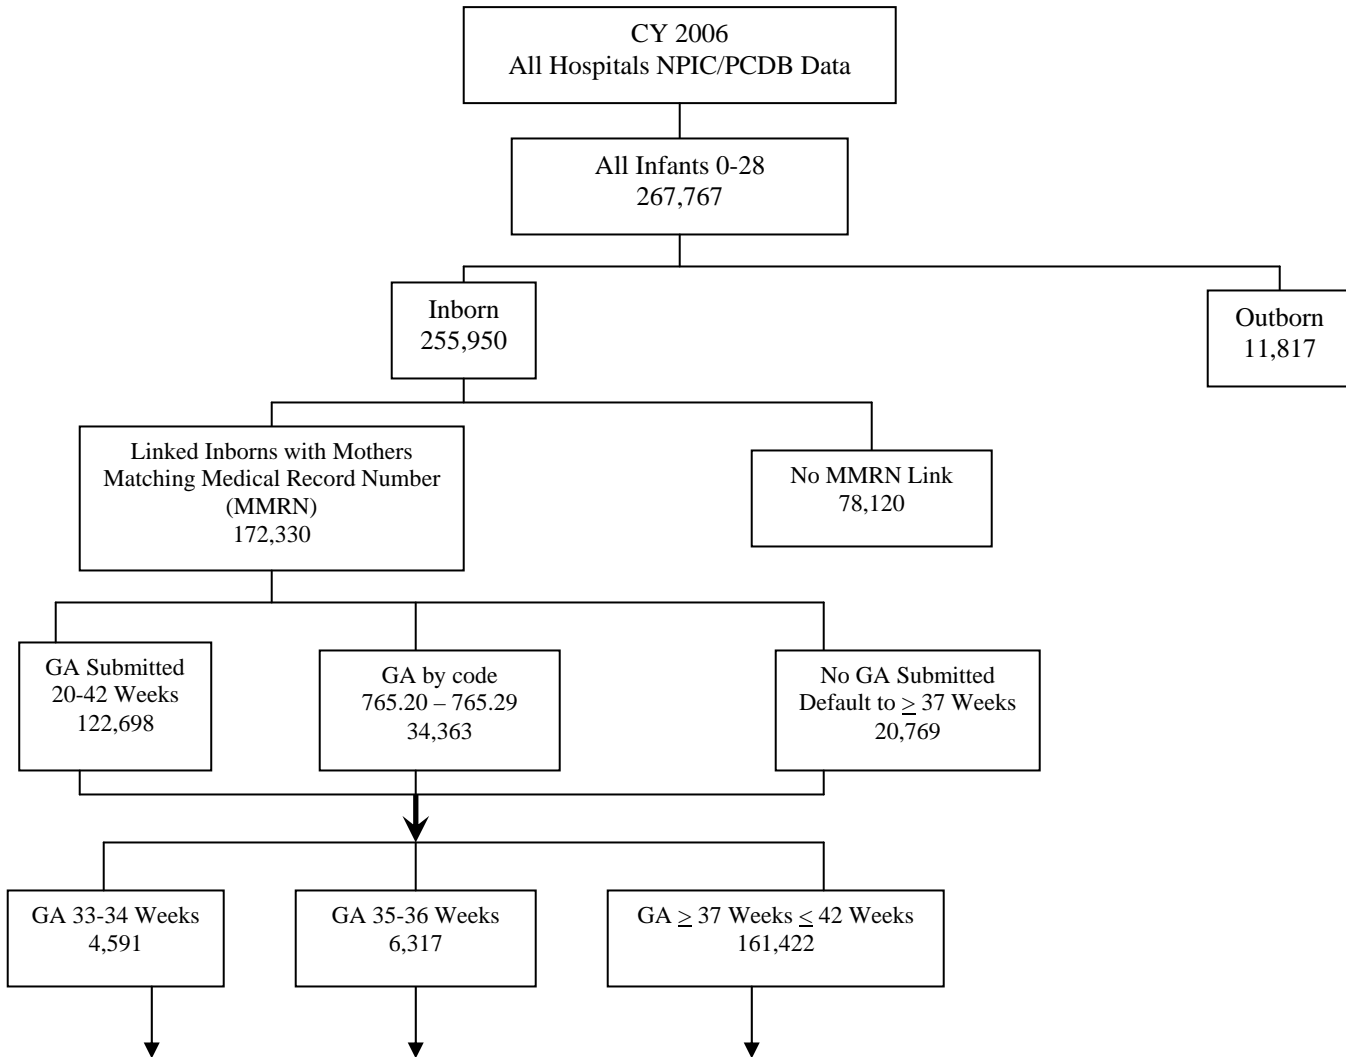 CY 2006
All Hospitals NPIC/PCDB Data
All Infants 0-28
267,767
Inborn
255,950
Outborn
11,817
Linked Inborns with Mothers
Matching Medical Record Number
(MMRN)
172,330
No MMRN Link
78,120
GA Submitted
20-42 Weeks
122,698
GA by code
765.20 – 765.29
34,363
No GA Submitted
Default to ≥ 37 Weeks
20,769
GA 33-34 Weeks
4,591
GA 35-36 Weeks
6,317
GA ≥ 37 Weeks ≤ 42 Weeks
161,422